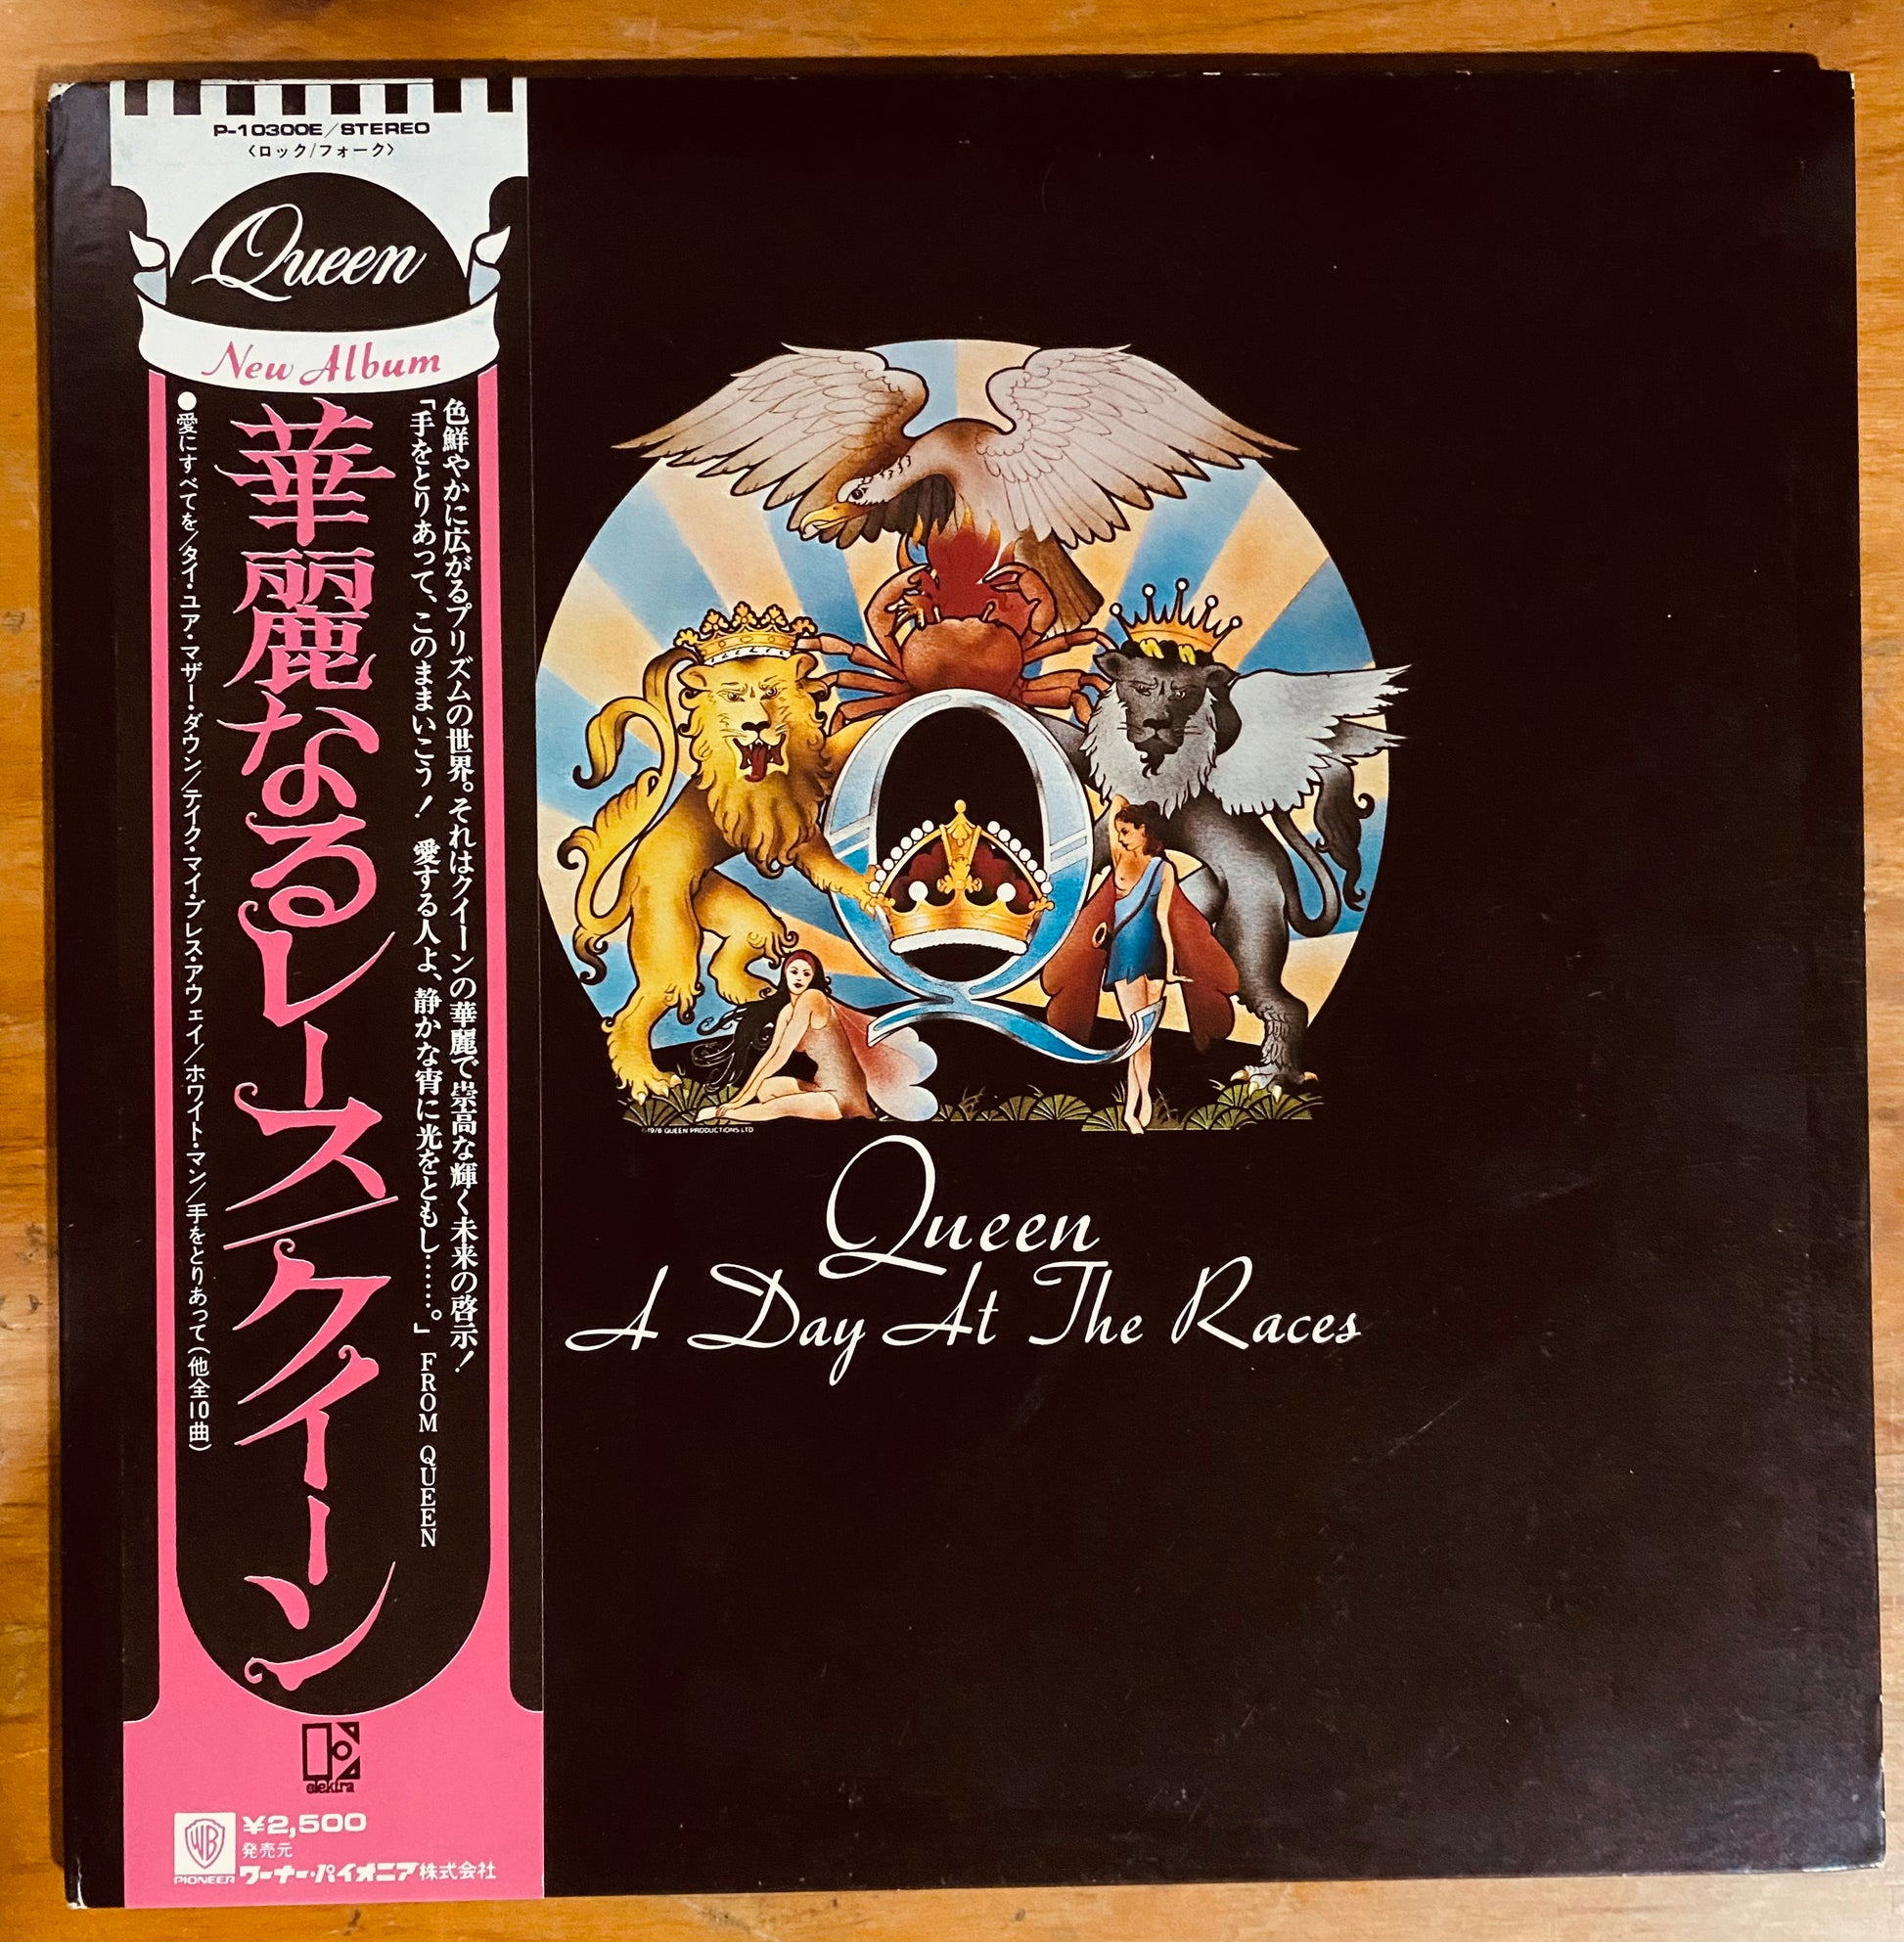 P-10300E/STEREO
〈ロック/フォーク〉
Queen
New Album
色鮮やかに広がるプリズムの世界。それはクイーンの華麗で崇高な輝く未来の啓示!
「手をとりあって、このままいこう! 愛する人よ、静かな宵に光をともし……。」 FROM QUEEN
華麗なるレース/クイーン
●愛にすべてを/タイ・ユア・マザー・ダウン/テイク・マイ・ブレス・アウェイ/ホワイト・マン/手をとりあって(他全10曲)
elektra
¥2,500
発売元
WB
PIONEER
ワーナー・パイオニア株式会社
©1976 QUEEN PRODUCTIONS LTD
Queen
A Day At The Races